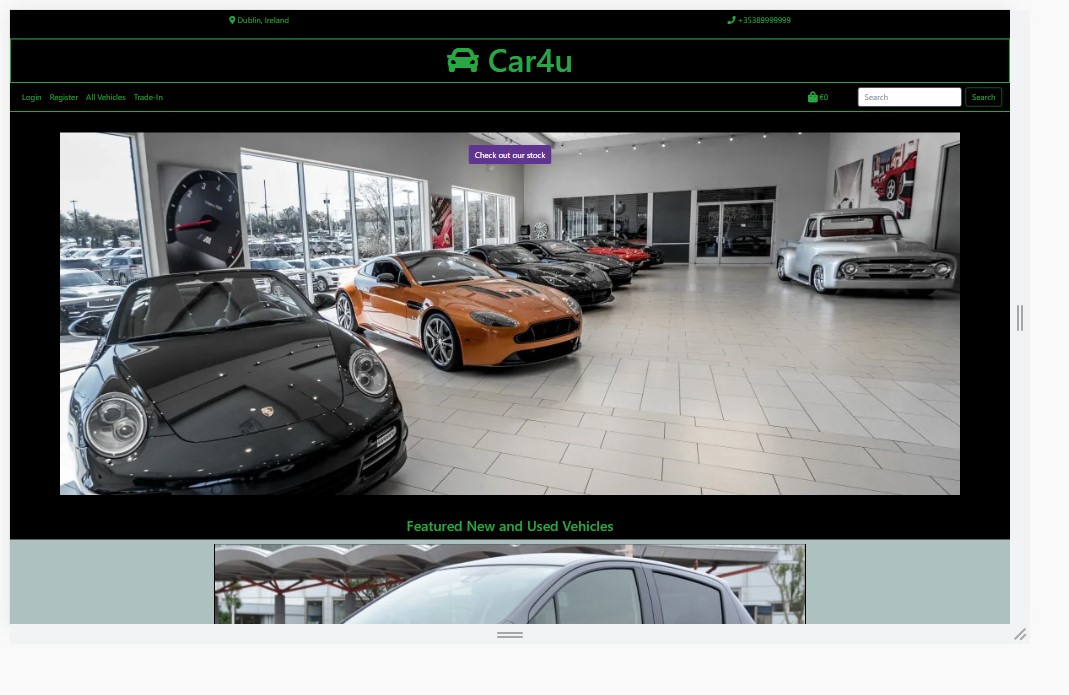 Dublin, Ireland
+35389999999
Car4u
Login Register All Vehicles Trade-In
€0
Search
Search
Check out our stock
Featured New and Used Vehicles